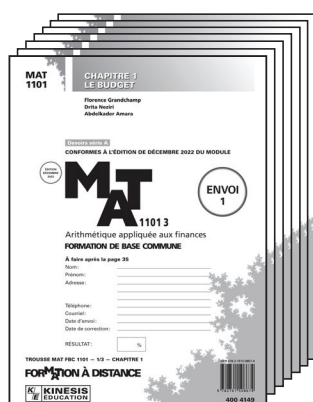 MAT
1101
CHAPITRE 1
LE BUDGET
Florence Grandchamp
Drita Neziri
Abdelkader Amara
Devoirs série A
CONFORMES À L'ÉDITION DE DÉCEMBRE 2022 DU MODULE
ÉDITION
DÉCEMBRE
2022
MAT
1101 3
ENVOI
1
Arithmétique appliquée aux finances
FORMATION DE BASE COMMUNE
À faire après la page 35
Nom:
Prénom:
Adresse:
Téléphone:
Courriel:
Date d'envoi:
Date de correction:
RÉSULTAT:
%
TROUSSE MAT FBC 1101 – 1/3 – CHAPITRE 1
FORMATION À DISTANCE
K É
KINESIS
ÉDUCATION
400 4149